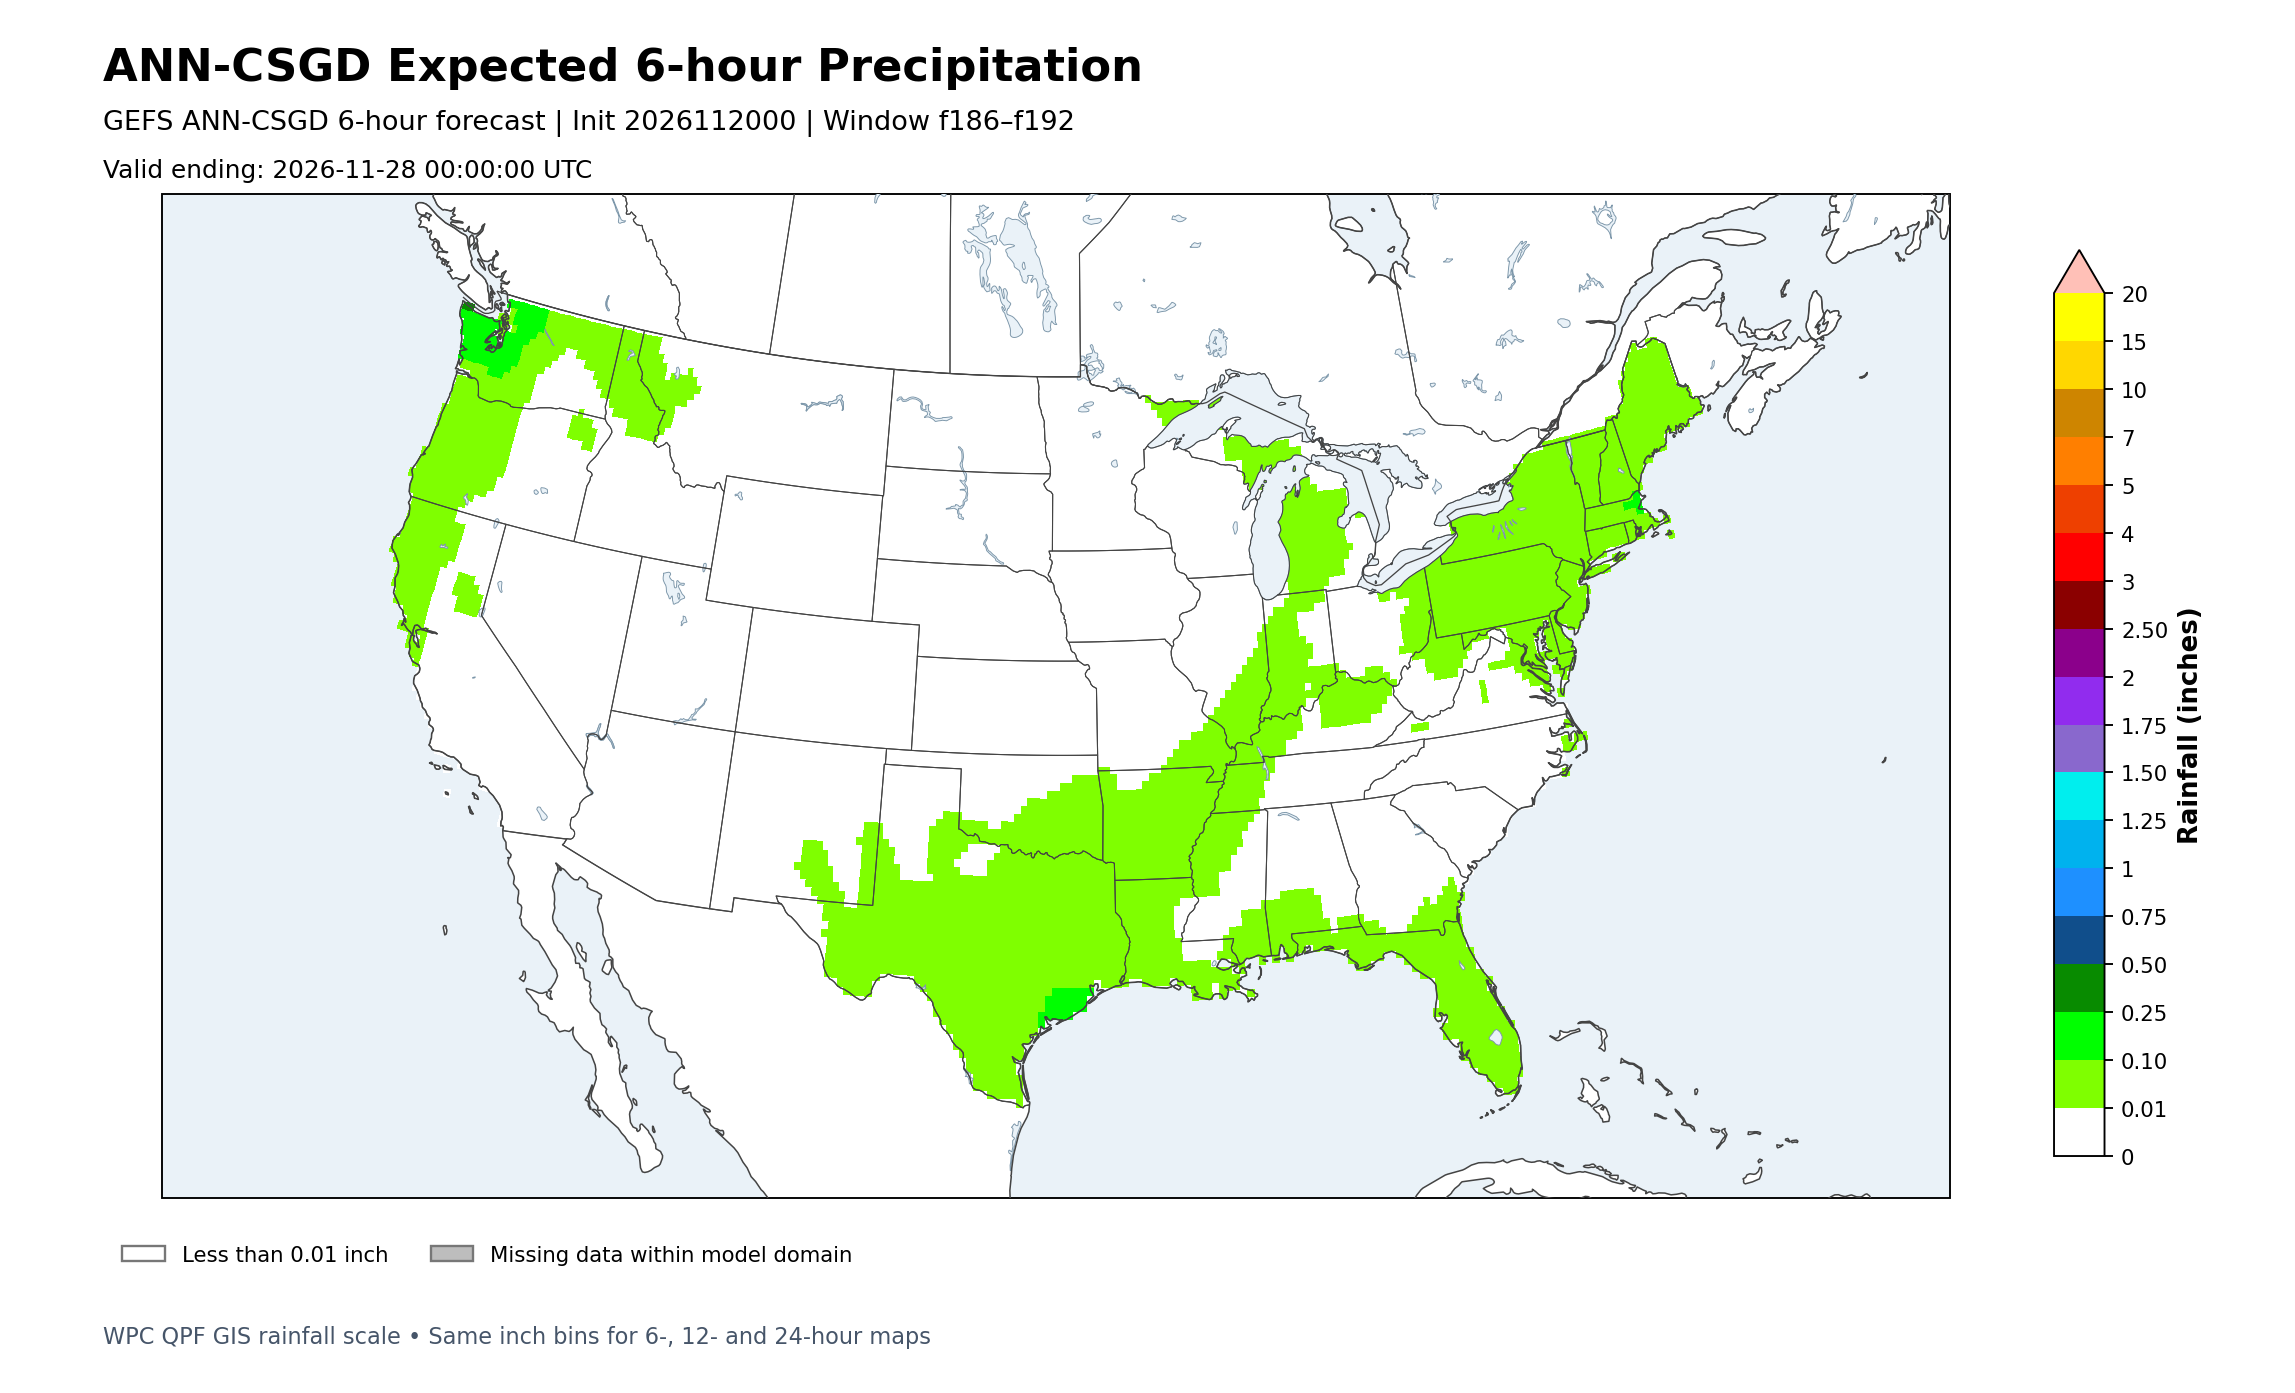 ANN-CSGD Expected 6-hour Precipitation
GEFS ANN-CSGD 6-hour forecast | Init 2026112000 | Window f186–f192
Valid ending: 2026-11-28 00:00:00 UTC
20
15
10
7
5
4
3
2.50
2
1.75
1.50
1.25
1
0.75
0.50
0.25
0.10
0.01
0
Rainfall (inches)
Less than 0.01 inch
Missing data within model domain
WPC QPF GIS rainfall scale • Same inch bins for 6-, 12- and 24-hour maps